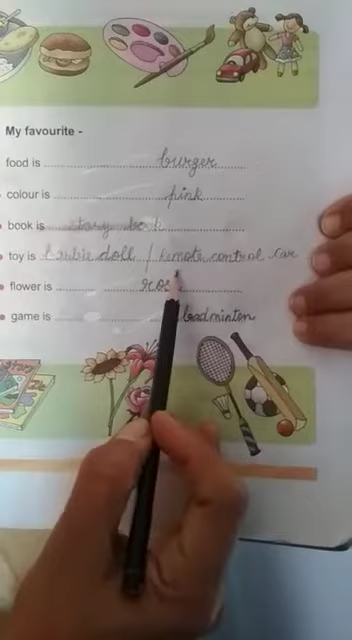 My favourite -
food is burger
colour is pink
book is story book
toy is barbie doll / remote control car
flower is rose
game is badminton